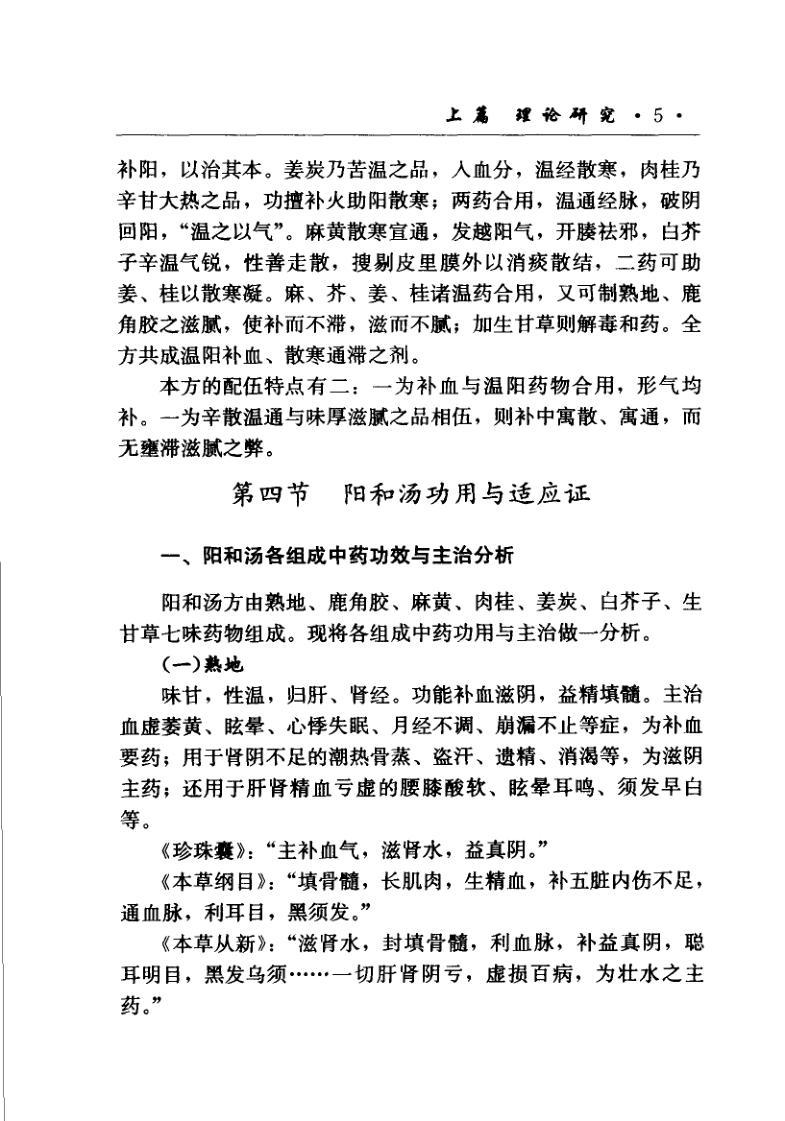 上篇 理论研究 · 5 ·
补阳，以治其本。姜炭乃苦温之品，入血分，温经散寒，肉桂乃
辛甘大热之品，功擅补火助阳散寒；两药合用，温通经脉，破阴
回阳，“温之以气”。麻黄散寒宣通，发越阳气，开腠祛邪，白芥
子辛温气锐，性善走散，搜剔皮里膜外以消痰散结，二药可助
姜、桂以散寒凝。麻、芥、姜、桂诸温药合用，又可制熟地、鹿
角胶之滋腻，使补而不滞，滋而不腻；加生甘草则解毒和药。全
方共成温阳补血、散寒通滞之剂。
本方的配伍特点有二：一为补血与温阳药物合用，形气均
补。一为辛散温通与味厚滋腻之品相伍，则补中寓散、寓通，而
无壅滞滋腻之弊。
第四节 阳和汤功用与适应证
一、阳和汤各组成中药功效与主治分析
阳和汤方由熟地、鹿角胶、麻黄、肉桂、姜炭、白芥子、生
甘草七味药物组成。现将各组成中药功用与主治做一分析。
(一)熟地
味甘，性温，归肝、肾经。功能补血滋阴，益精填髓。主治
血虚萎黄、眩晕、心悸失眠、月经不调、崩漏不止等症，为补血
要药；用于肾阴不足的潮热骨蒸、盗汗、遗精、消渴等，为滋阴
主药；还用于肝肾精血亏虚的腰膝酸软、眩晕耳鸣、须发早白
等。
《珍珠囊》：“主补血气，滋肾水，益真阴。”
《本草纲目》：“填骨髓，长肌肉，生精血，补五脏内伤不足，
通血脉，利耳目，黑须发。”
《本草从新》：“滋肾水，封填骨髓，利血脉，补益真阴，聪
耳明目，黑发乌须……一切肝肾阴亏，虚损百病，为壮水之主
药。”